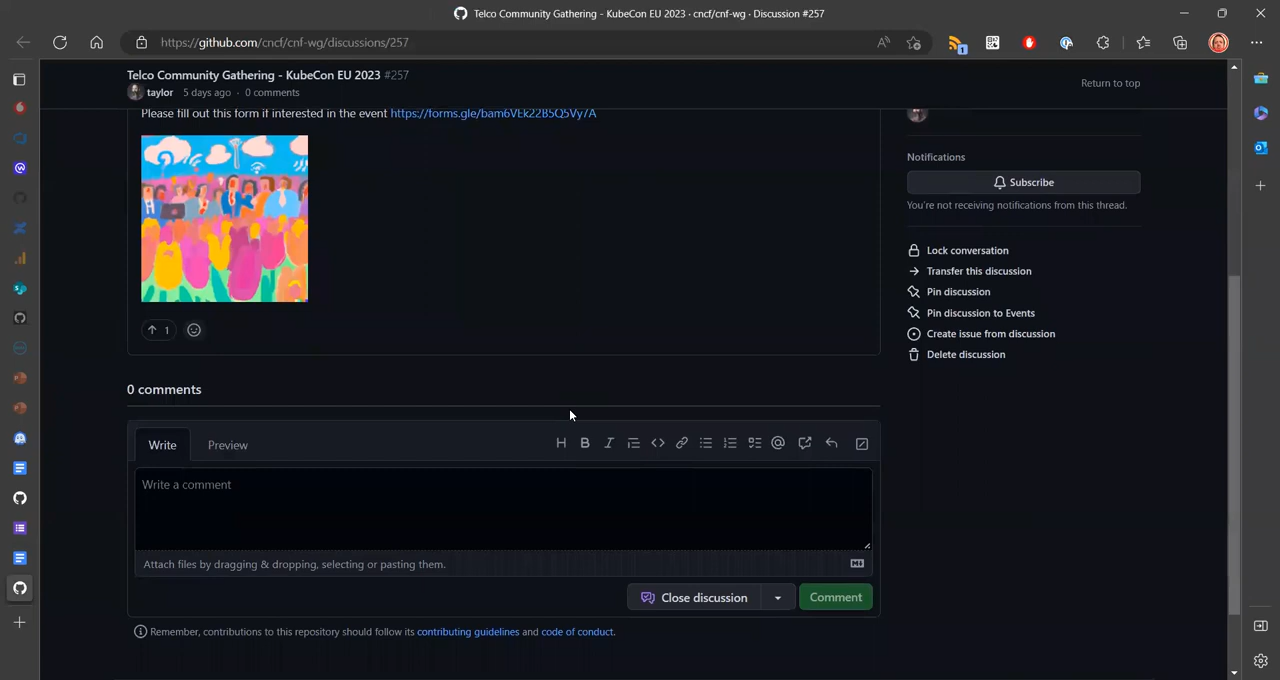 Telco Community Gathering - KubeCon EU 2023 · cncf/cnf-wg · Discussion #257
https://github.com/cncf/cnf-wg/discussions/257
1
Telco Community Gathering - KubeCon EU 2023 #257
taylor 5 days ago · 0 comments
Return to top
Please fill out this form if interested in the event https://forms.gle/bam6VEk22B5Q5Vy7A
Notifications
Subscribe
You're not receiving notifications from this thread.
Lock conversation
Transfer this discussion
Pin discussion
Pin discussion to Events
Create issue from discussion
Delete discussion
1
0 comments
Write Preview
Write a comment
Attach files by dragging & dropping, selecting or pasting them.
Close discussion Comment
Remember, contributions to this repository should follow its contributing guidelines and code of conduct.